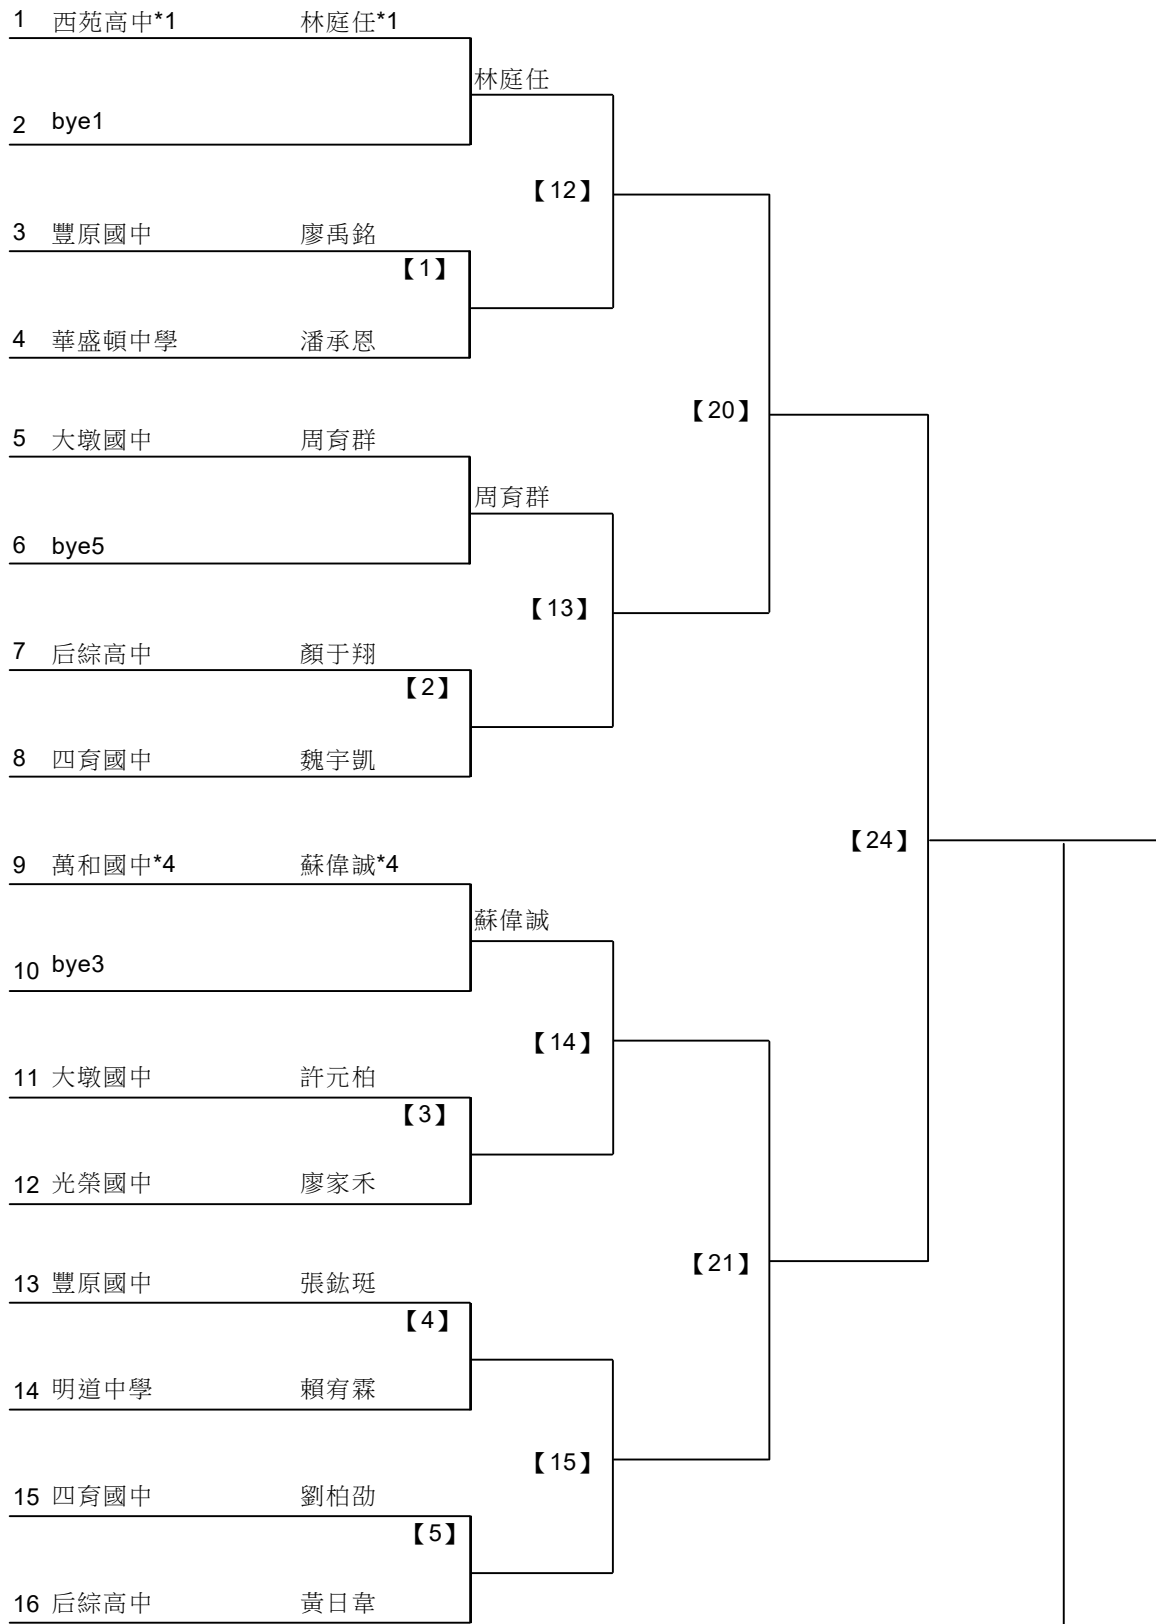 1 西苑高中*1 林庭任*1
林庭任
2 bye1
【12】
3 豐原國中 廖禹銘
【1】
4 華盛頓中學 潘承恩
【20】
5 大墩國中 周育群
周育群
6 bye5
【13】
7 后綜高中 顏于翔
【2】
8 四育國中 魏宇凱
【24】
9 萬和國中*4 蘇偉誠*4
蘇偉誠
10 bye3
【14】
11 大墩國中 許元柏
【3】
12 光榮國中 廖家禾
【21】
13 豐原國中 張鈜珽
【4】
14 明道中學 賴宥霖
【15】
15 四育國中 劉柏劭
【5】
16 后綜高中 黃日韋